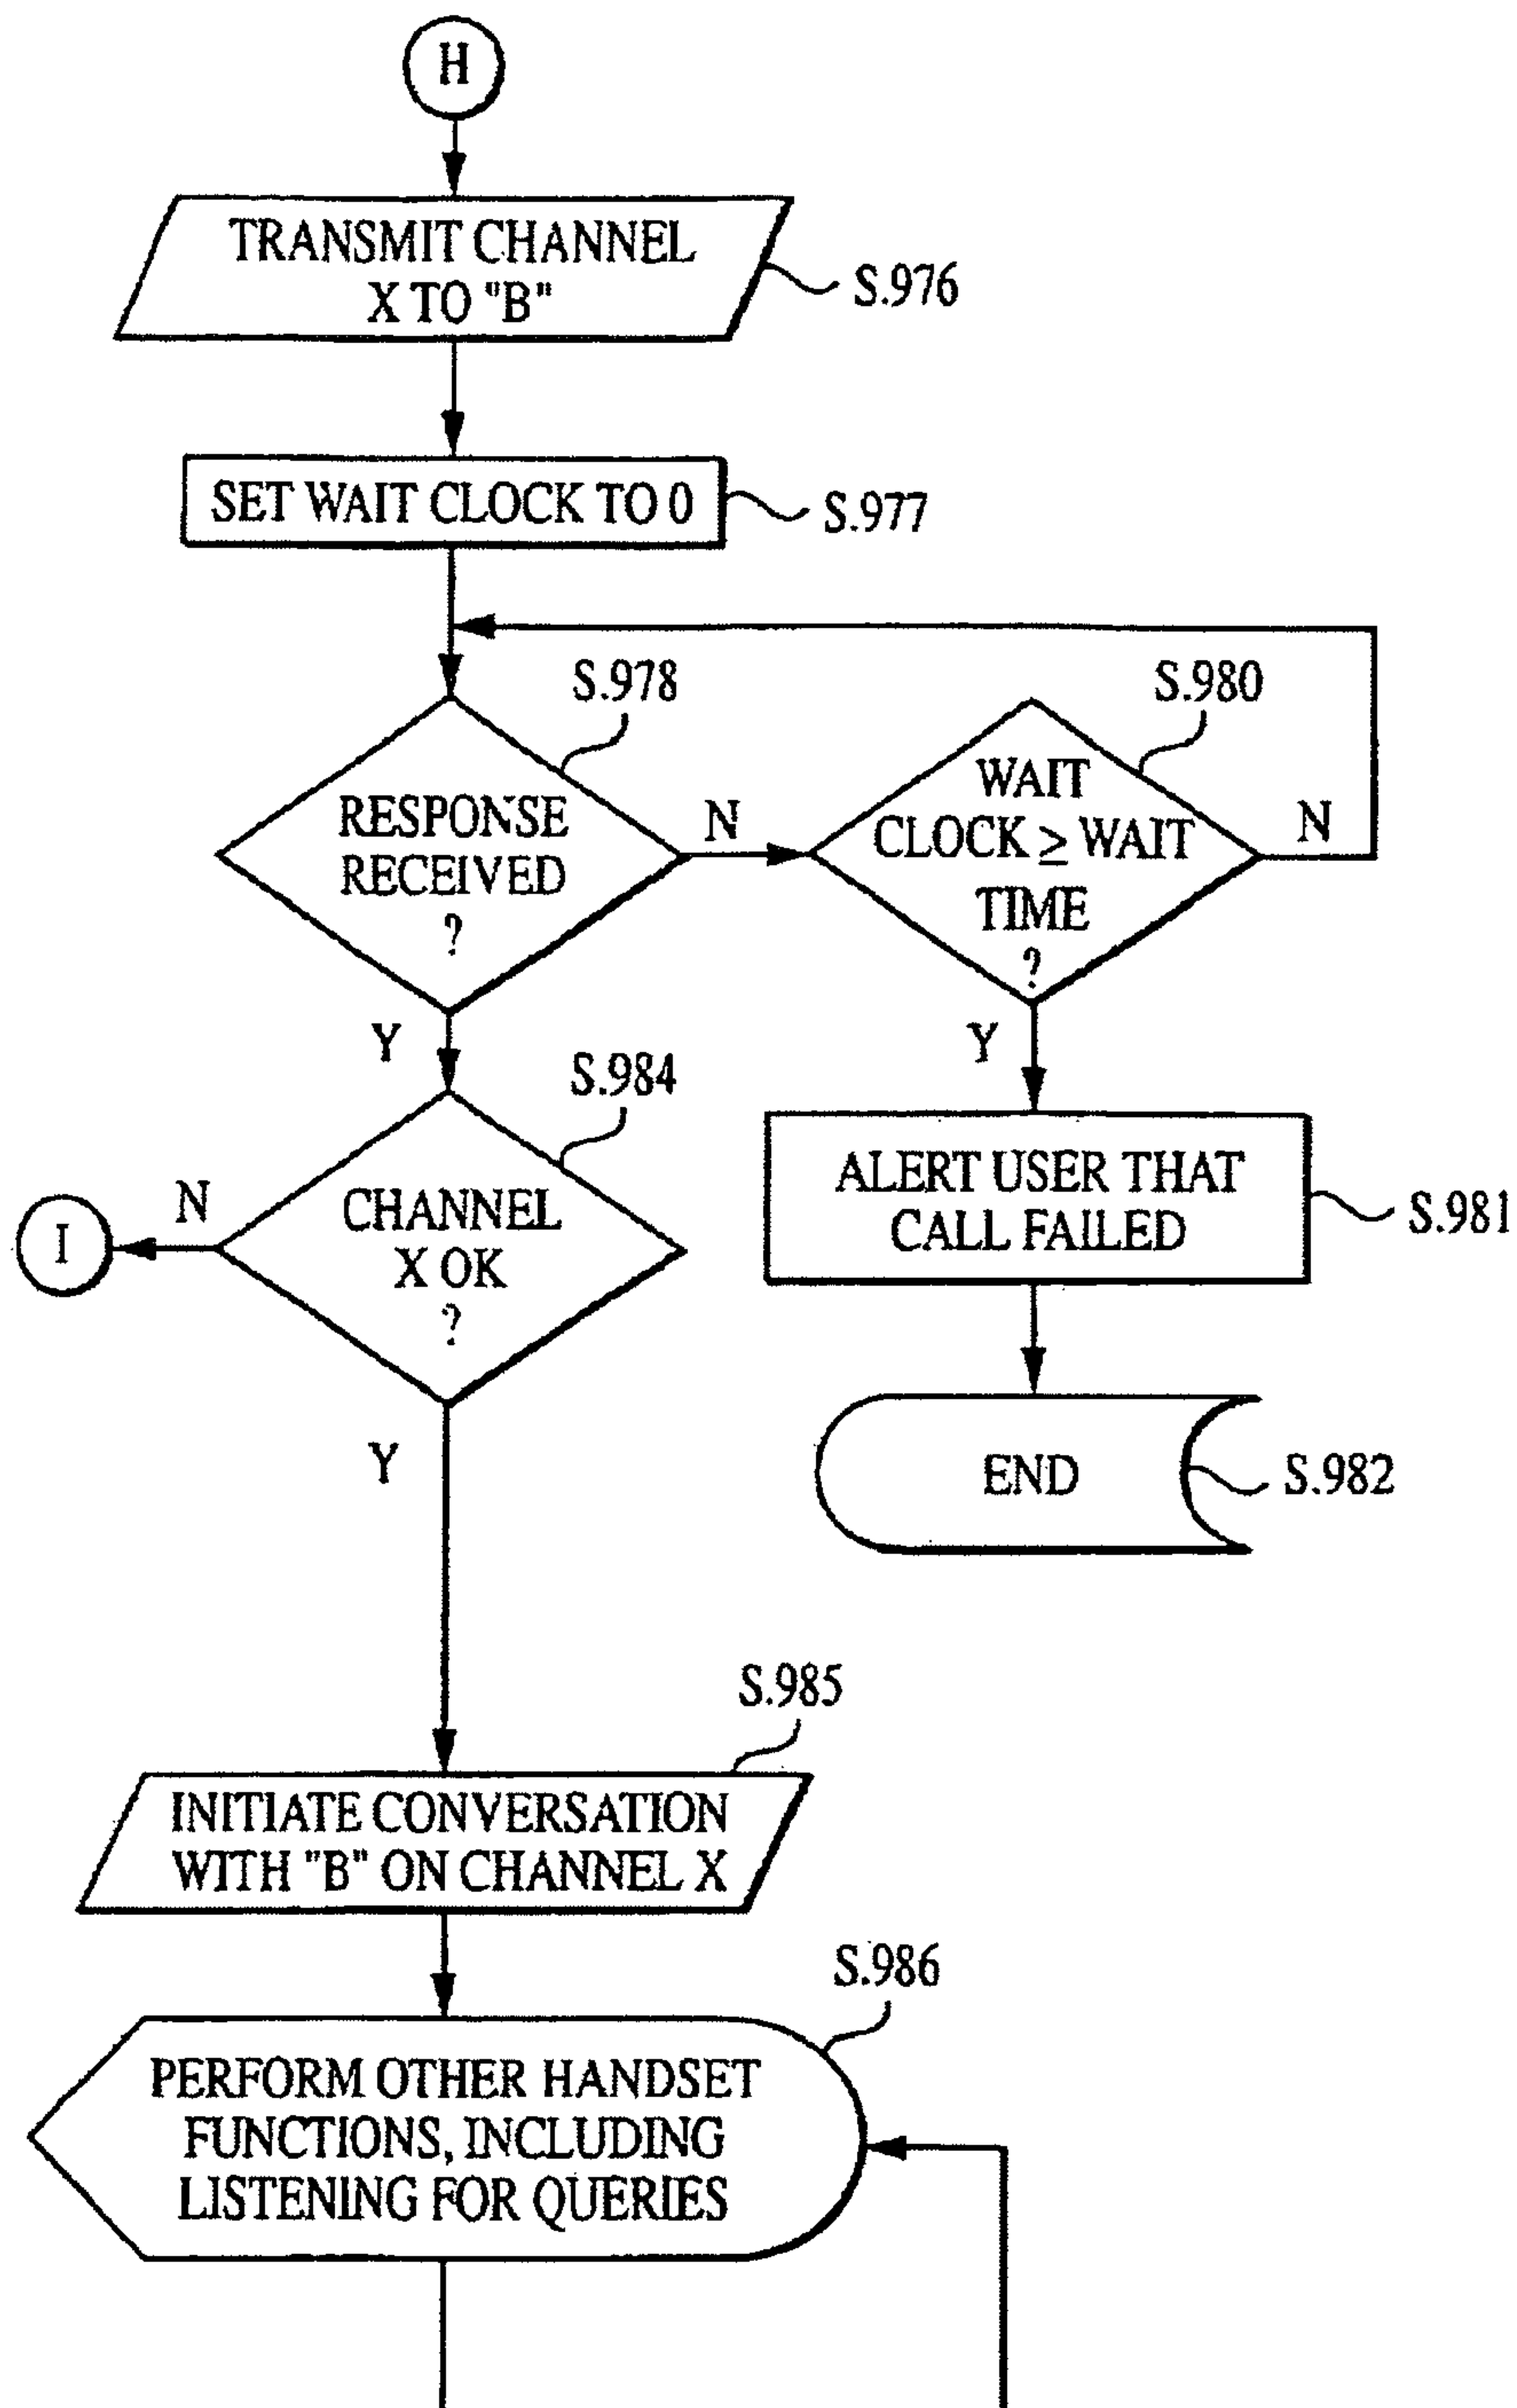 H
TRANSMIT CHANNEL
X TO "B"
S.976
SET WAIT CLOCK TO 0
S.977
S.978
RESPONSE
RECEIVED
?
N
S.980
WAIT
CLOCK ≥ WAIT
TIME
?
N
Y
Y
S.984
CHANNEL
X OK
?
N
I
ALERT USER THAT
CALL FAILED
S.981
END
S.982
Y
S.985
INITIATE CONVERSATION
WITH "B" ON CHANNEL X
S.986
PERFORM OTHER HANDSET
FUNCTIONS, INCLUDING
LISTENING FOR QUERIES